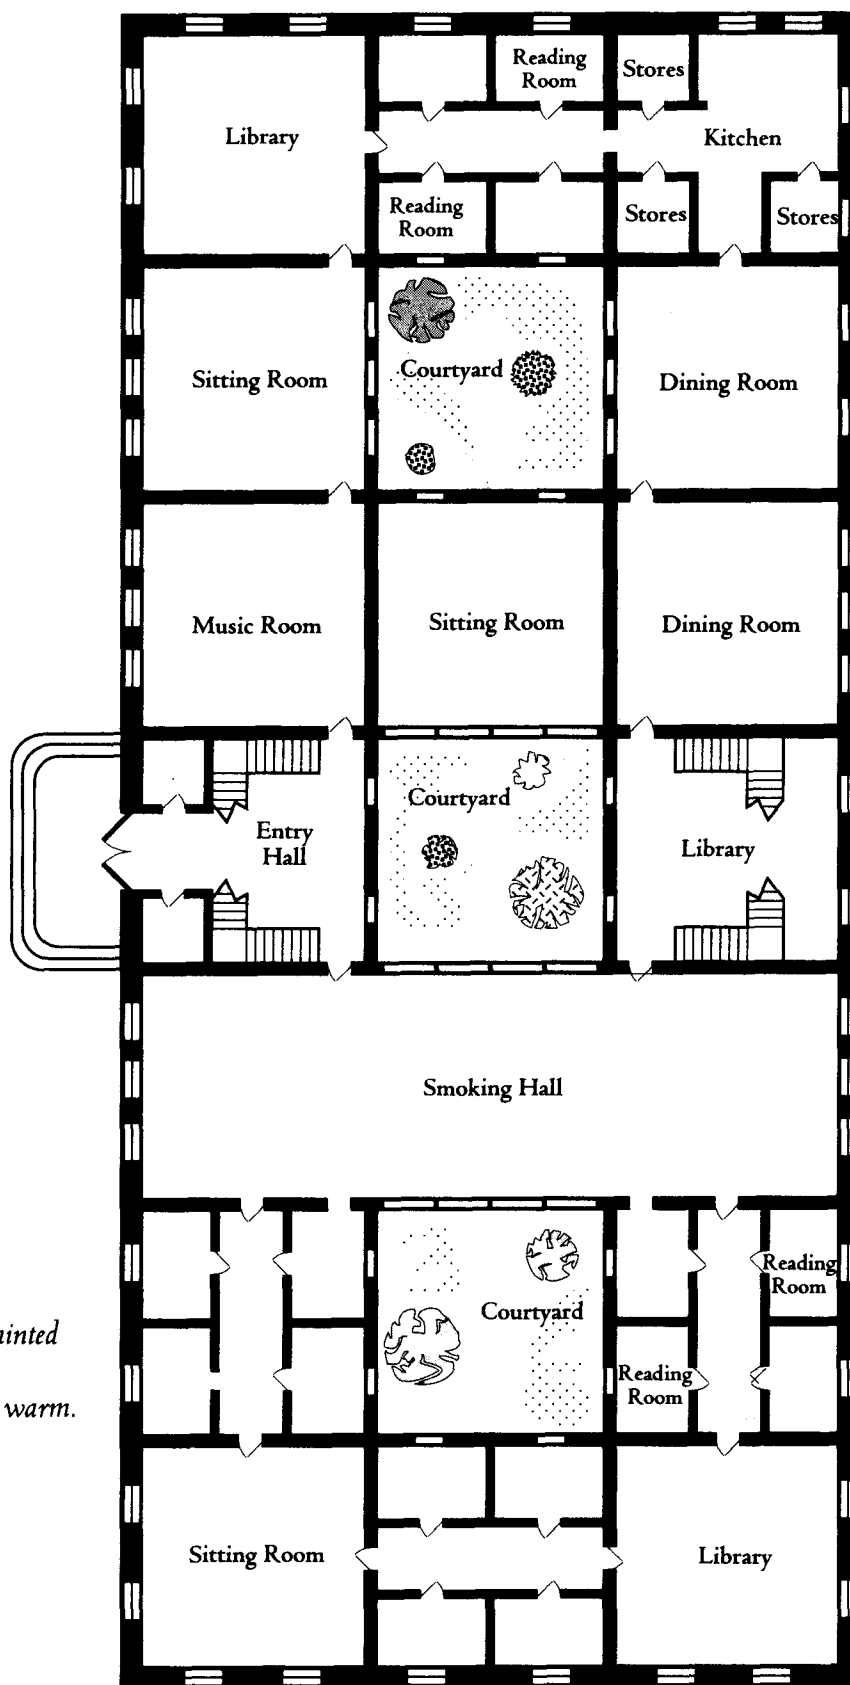 Reading
Room
Stores
Library
Kitchen
Reading
Room
Stores
Stores
Sitting Room
Courtyard
Dining Room
Music Room
Sitting Room
Dining Room
Courtyard
Entry
Hall
Library
Smoking Hall
Reading
Room
Courtyard
Reading
Room
warm.
Sitting Room
Library